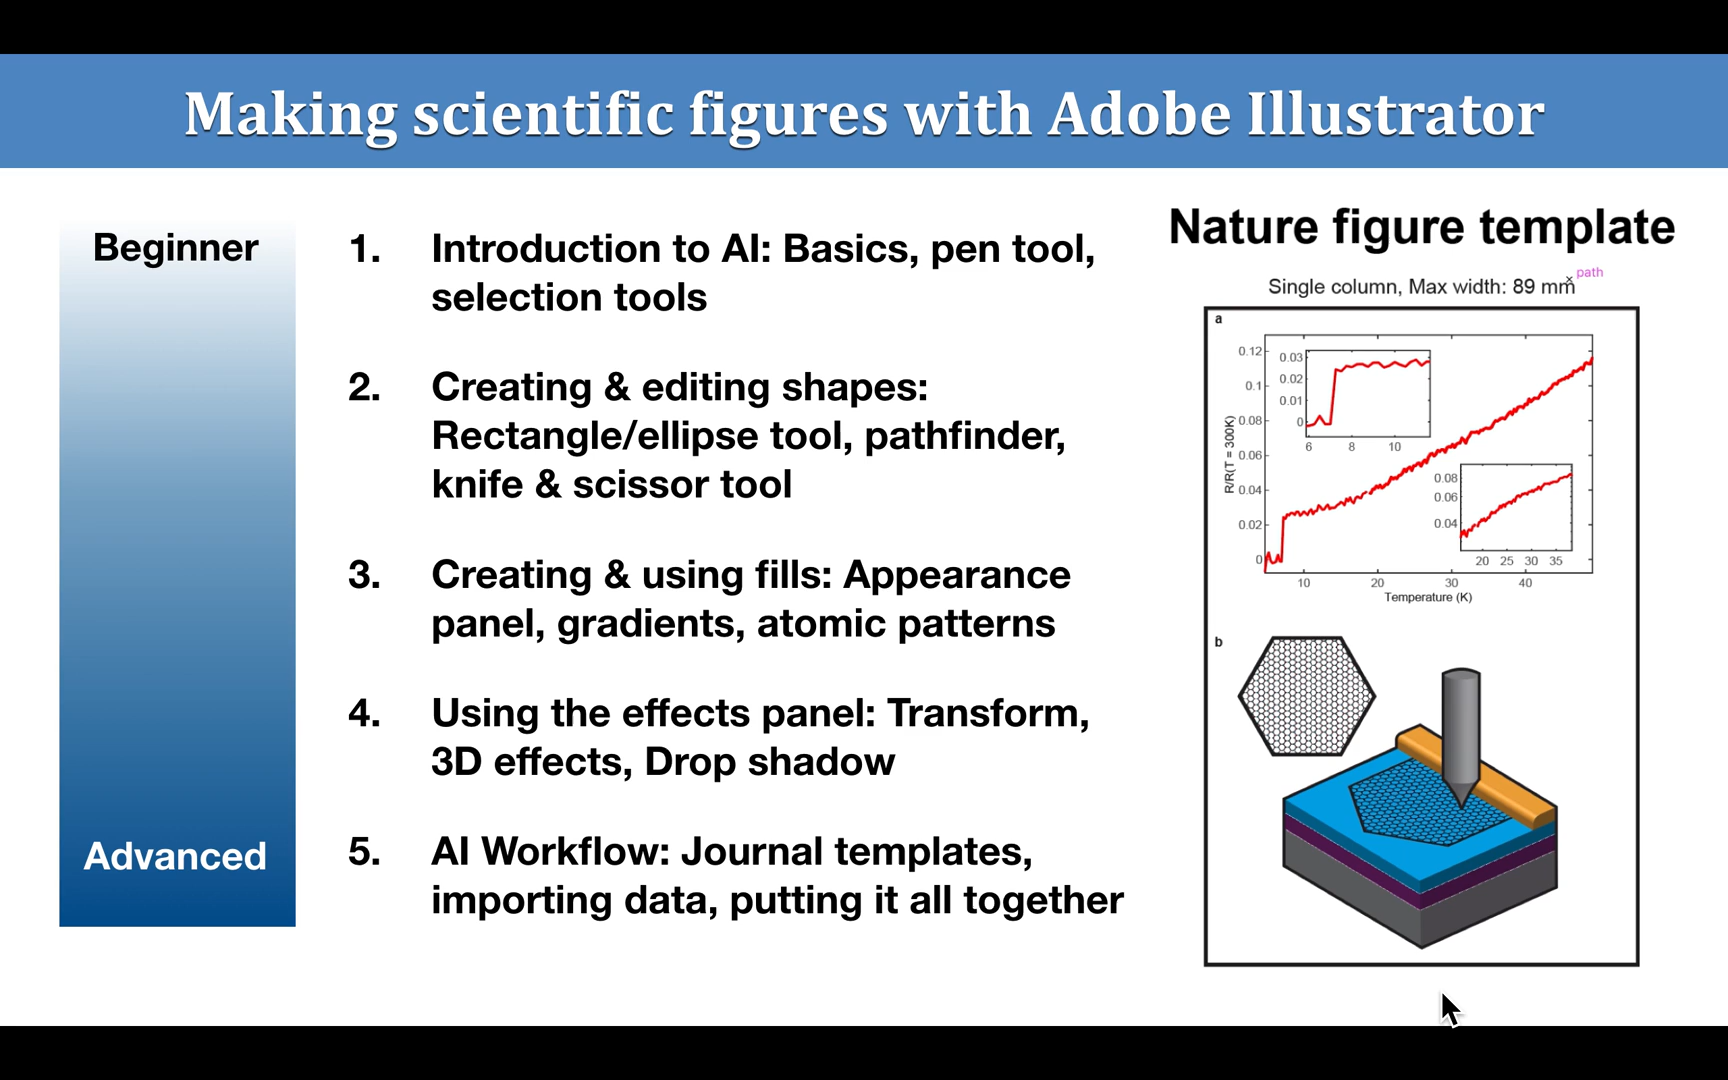 Making scientific figures with Adobe Illustrator
Beginner
Advanced
1. Introduction to AI: Basics, pen tool,
selection tools
2. Creating & editing shapes:
Rectangle/ellipse tool, pathfinder,
knife & scissor tool
3. Creating & using fills: Appearance
panel, gradients, atomic patterns
4. Using the effects panel: Transform,
3D effects, Drop shadow
5. AI Workflow: Journal templates,
importing data, putting it all together
Nature figure template
path
Single column, Max width: 89 mm
a
0.12
0.1
0.08
0.06
0.04
0.02
0
R/R(T = 300K)
0.03
0.02
0.01
0
6 8 10
0.08
0.06
0.04
20 25 30 35
10 20 30 40
Temperature (K)
b